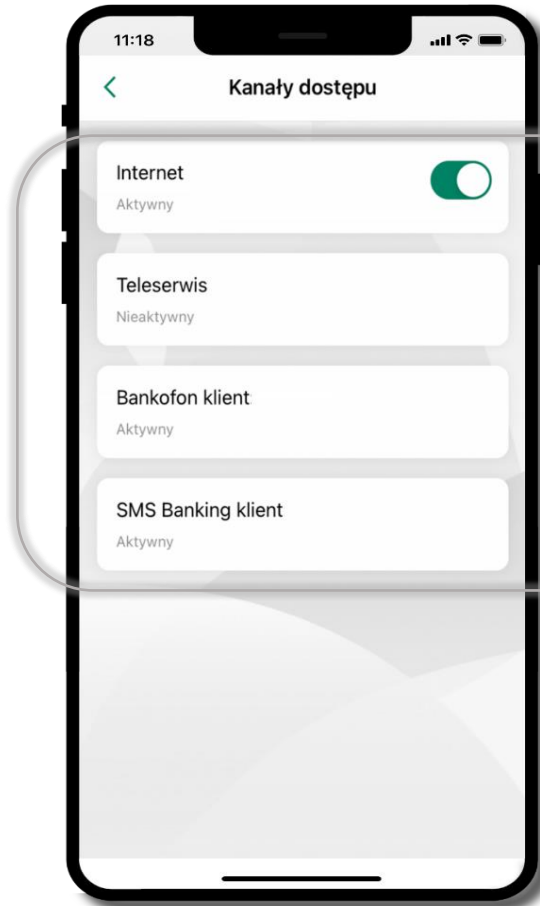 11:18
Kanały dostępu
Internet
Aktywny
Teleserwis
Nieaktywny
Bankofon klient
Aktywny
SMS Banking klient
Aktywny